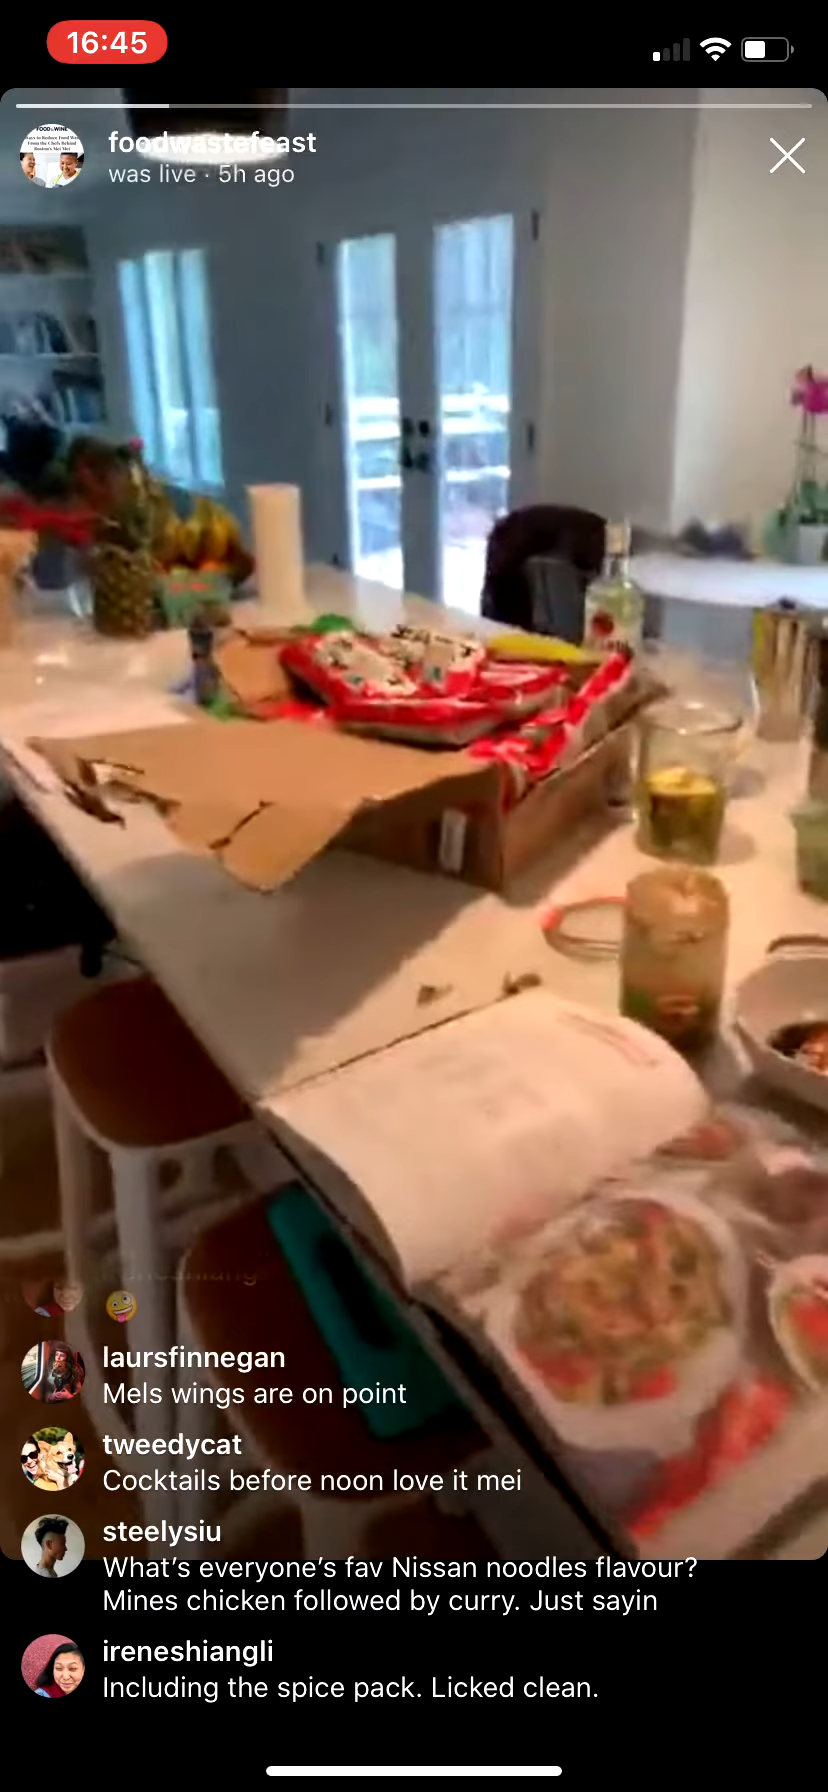 16:45
foodwastefeast
was live · 5h ago
laursfinnegan
Mels wings are on point
tweedycat
Cocktails before noon love it mei
steelysiu
What's everyone's fav Nissan noodles flavour?
Mines chicken followed by curry. Just sayin
ireneshiangli
Including the spice pack. Licked clean.